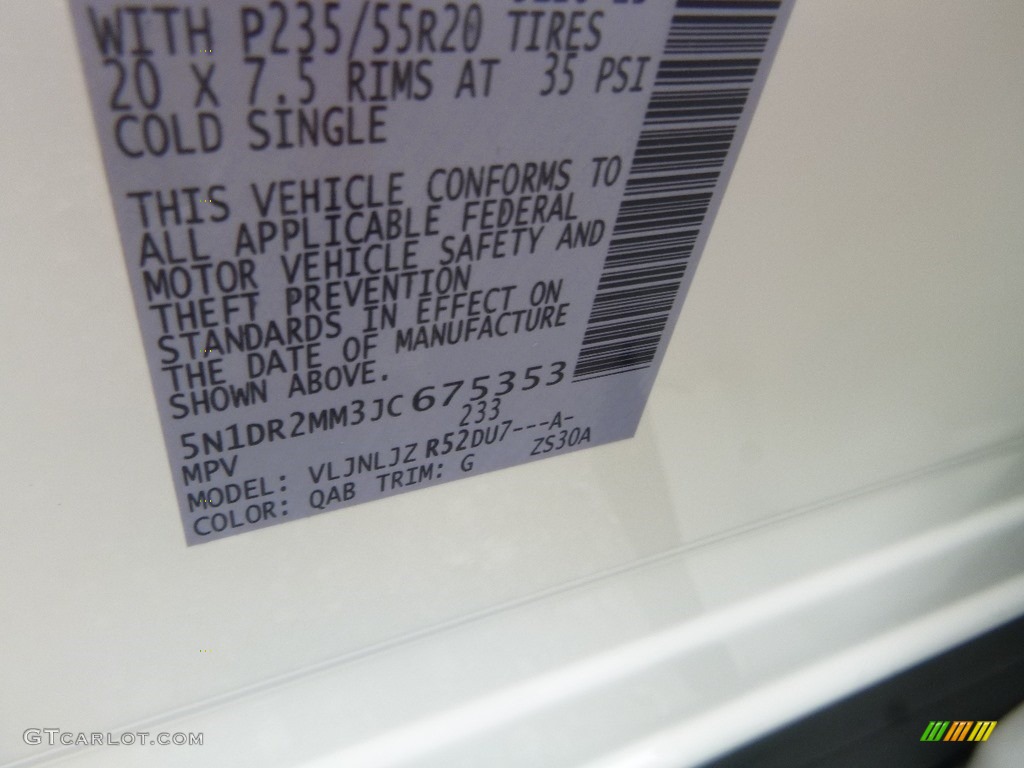 WITH P235/55R20 TIRES
20 X 7.5 RIMS AT 35 PSI
COLD SINGLE
THIS VEHICLE CONFORMS TO
ALL APPLICABLE FEDERAL
MOTOR VEHICLE SAFETY AND
THEFT PREVENTION
STANDARDS IN EFFECT ON
THE DATE OF MANUFACTURE
SHOWN ABOVE.
5N1DR2MM3JC675353
MPV 233
MODEL: VLJNLJZ R52DU7---A-
COLOR: QAB TRIM: G ZS30A
GTCARLOT.COM